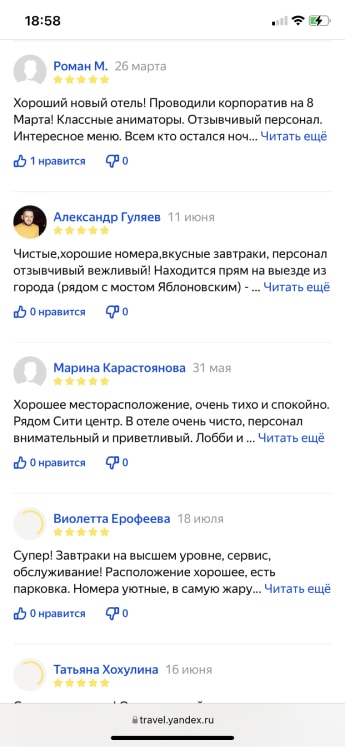 18:58
Роман М. 26 марта
Хороший новый отель! Проводили корпоратив на 8
Марта! Классные аниматоры. Отзывчивый персонал.
Интересное меню. Всем кто остался ноч... Читать ещё
1 нравится 0
Александр Гуляев 11 июня
Чистые,хорошие номера,вкусные завтраки, персонал
отзывчивый вежливый! Находится прям на выезде из
города (рядом с мостом Яблоновским) - ... Читать ещё
0 нравится 0
Марина Карастоянова 31 мая
Хорошее месторасположение, очень тихо и спокойно.
Рядом Сити центр. В отеле очень чисто, персонал
внимательный и приветливый. Лобби и ... Читать ещё
0 нравится 0
Виолетта Ерофеева 18 июля
Супер! Завтраки на высшем уровне, сервис,
обслуживание! Расположение хорошее, есть
парковка. Номера уютные, в самую жару... Читать ещё
0 нравится 0
Татьяна Хохулина 16 июня
travel.yandex.ru